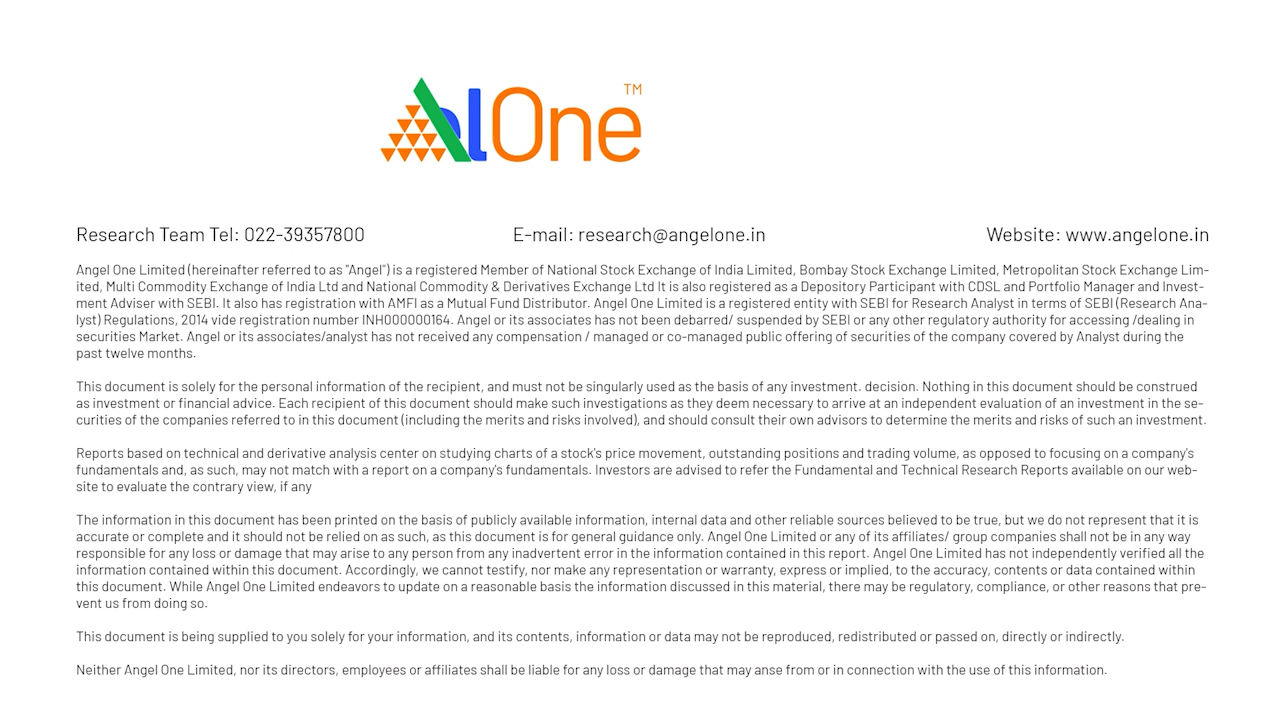 elOne™
Research Team Tel: 022-39357800 E-mail: research@angelone.in Website: www.angelone.in
Angel One Limited (hereinafter referred to as "Angel") is a registered Member of National Stock Exchange of India Limited, Bombay Stock Exchange Limited, Metropolitan Stock Exchange Lim-
ited, Multi Commodity Exchange of India Ltd and National Commodity & Derivatives Exchange Ltd It is also registered as a Depository Participant with CDSL and Portfolio Manager and Invest-
ment Adviser with SEBI. It also has registration with AMFI as a Mutual Fund Distributor. Angel One Limited is a registered entity with SEBI for Research Analyst in terms of SEBI (Research Ana-
lyst) Regulations, 2014 vide registration number INH000000164. Angel or its associates has not been debarred/ suspended by SEBI or any other regulatory authority for accessing /dealing in
securities Market. Angel or its associates/analyst has not received any compensation / managed or co-managed public offering of securities of the company covered by Analyst during the
past twelve months.
This document is solely for the personal information of the recipient, and must not be singularly used as the basis of any investment. decision. Nothing in this document should be construed
as investment or financial advice. Each recipient of this document should make such investigations as they deem necessary to arrive at an independent evaluation of an investment in the se-
curities of the companies referred to in this document (including the merits and risks involved), and should consult their own advisors to determine the merits and risks of such an investment.
Reports based on technical and derivative analysis center on studying charts of a stock's price movement, outstanding positions and trading volume, as opposed to focusing on a company's
fundamentals and, as such, may not match with a report on a company's fundamentals. Investors are advised to refer the Fundamental and Technical Research Reports available on our web-
site to evaluate the contrary view, if any
The information in this document has been printed on the basis of publicly available information, internal data and other reliable sources believed to be true, but we do not represent that it is
accurate or complete and it should not be relied on as such, as this document is for general guidance only. Angel One Limited or any of its affiliates/ group companies shall not be in any way
responsible for any loss or damage that may arise to any person from any inadvertent error in the information contained in this report. Angel One Limited has not independently verified all the
information contained within this document. Accordingly, we cannot testify, nor make any representation or warranty, express or implied, to the accuracy, contents or data contained within
this document. While Angel One Limited endeavors to update on a reasonable basis the information discussed in this material, there may be regulatory, compliance, or other reasons that pre-
vent us from doing so.
This document is being supplied to you solely for your information, and its contents, information or data may not be reproduced, redistributed or passed on, directly or indirectly.
Neither Angel One Limited, nor its directors, employees or affiliates shall be liable for any loss or damage that may anse from or in connection with the use of this information.